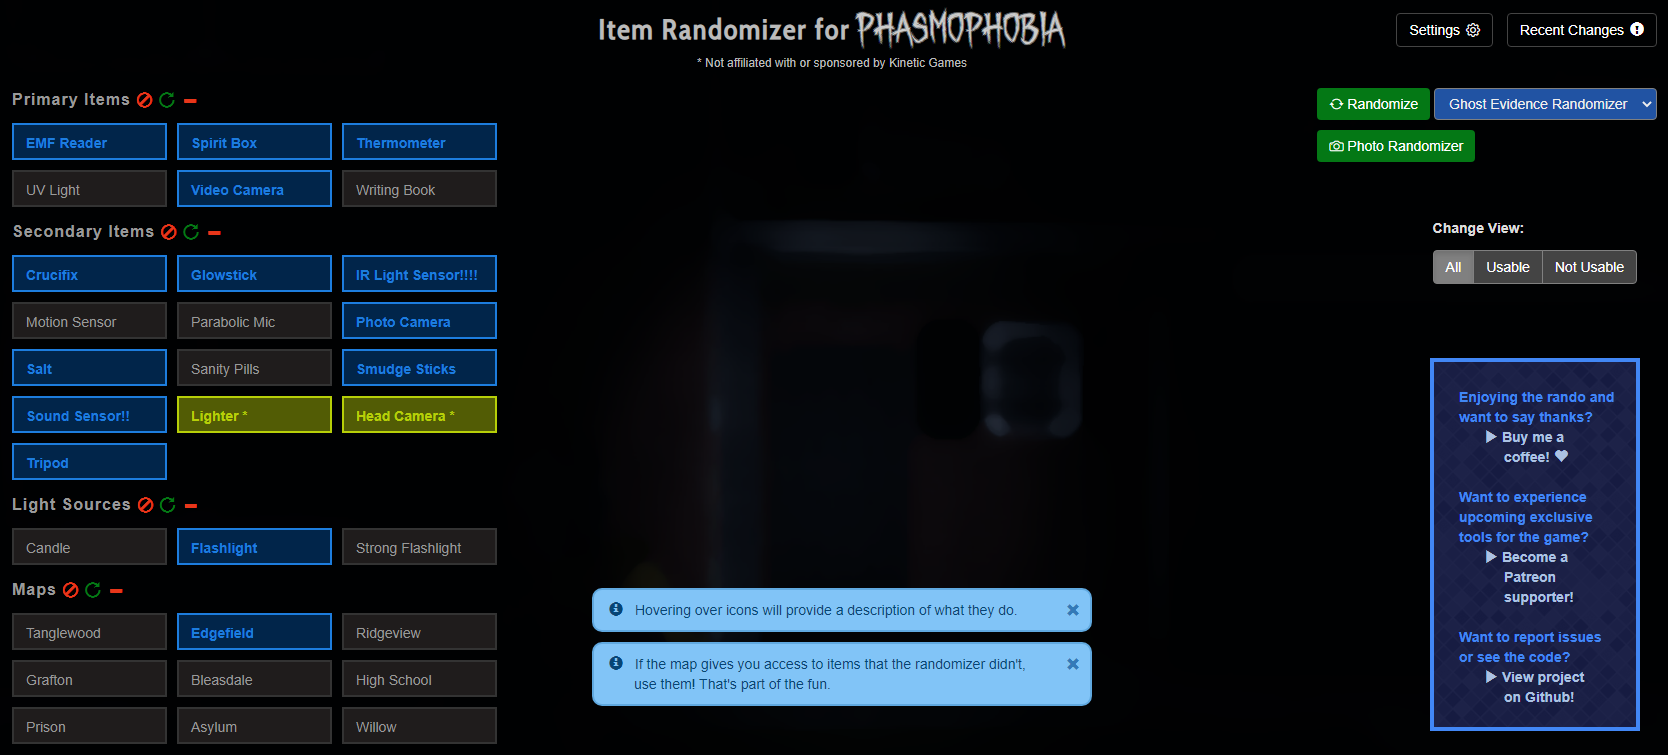 Item Randomizer for PHASMOPHOBIA
* Not affiliated with or sponsored by Kinetic Games
Settings
Recent Changes
Primary Items
EMF Reader
Spirit Box
Thermometer
UV Light
Video Camera
Writing Book
Secondary Items
Crucifix
Glowstick
IR Light Sensor!!!!
Motion Sensor
Parabolic Mic
Photo Camera
Salt
Sanity Pills
Smudge Sticks
Sound Sensor!!
Lighter *
Head Camera *
Tripod
Light Sources
Candle
Flashlight
Strong Flashlight
Maps
Tanglewood
Edgefield
Ridgeview
Grafton
Bleasdale
High School
Prison
Asylum
Willow
Hovering over icons will provide a description of what they do.
If the map gives you access to items that the randomizer didn't,
use them! That's part of the fun.
Randomize
Ghost Evidence Randomizer
Photo Randomizer
Change View:
All
Usable
Not Usable
Enjoying the rando and
want to say thanks?
Buy me a
coffee!
Want to experience
upcoming exclusive
tools for the game?
Become a
Patreon
supporter!
Want to report issues
or see the code?
View project
on Github!